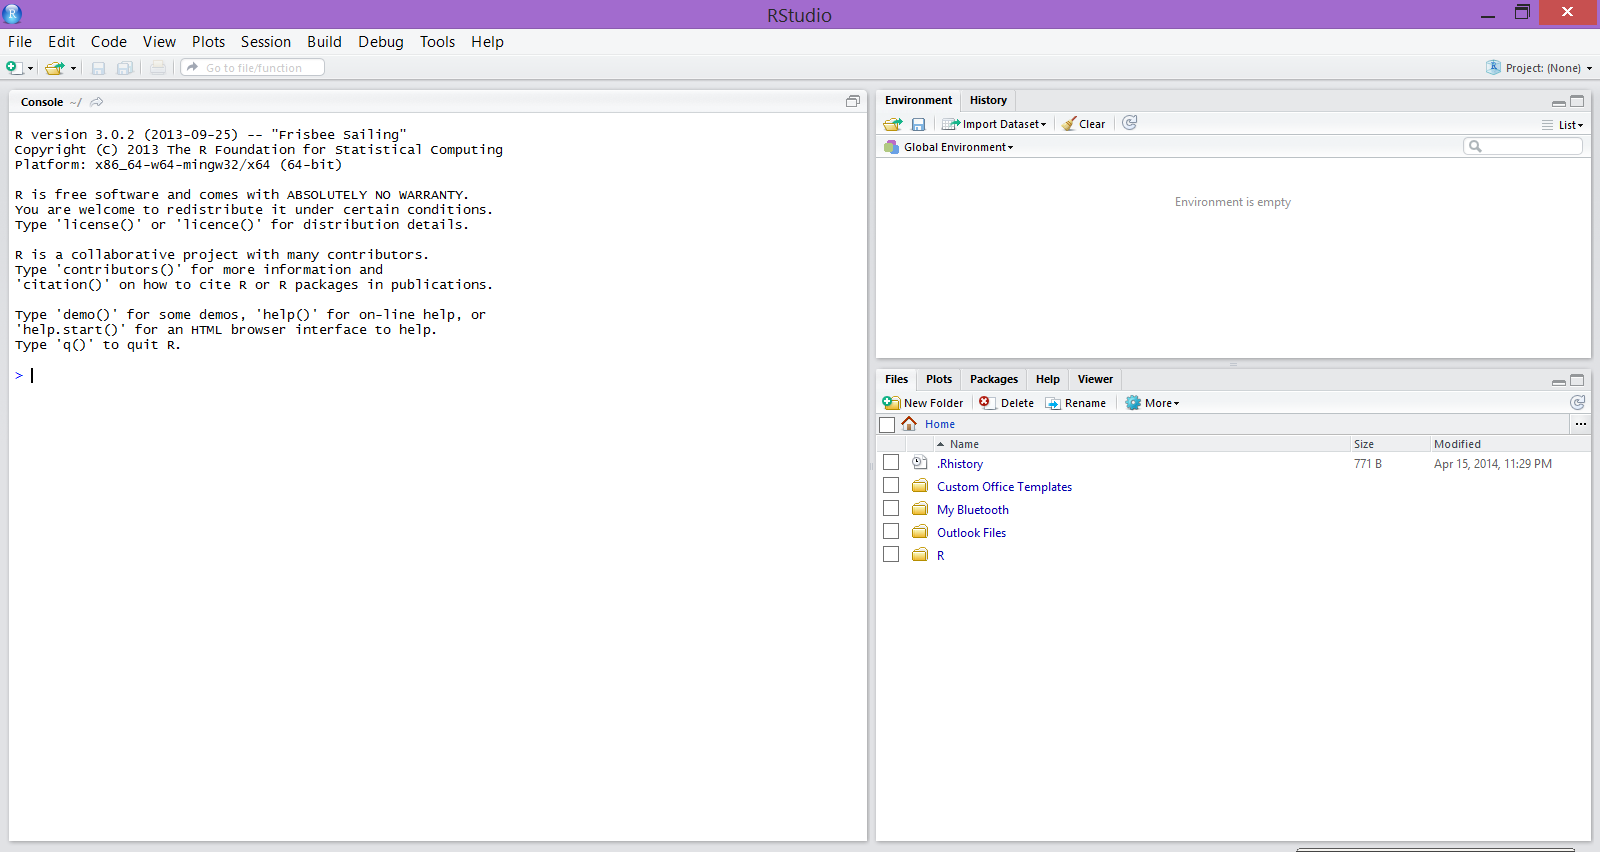 R
RStudio
File Edit Code View Plots Session Build Debug Tools Help
Go to file/function
R Project: (None)
Console ~/
R version 3.0.2 (2013-09-25) -- "Frisbee Sailing"
Copyright (C) 2013 The R Foundation for Statistical Computing
Platform: x86_64-w64-mingw32/x64 (64-bit)
R is free software and comes with ABSOLUTELY NO WARRANTY.
You are welcome to redistribute it under certain conditions.
Type 'license()' or 'licence()' for distribution details.
R is a collaborative project with many contributors.
Type 'contributors()' for more information and
'citation()' on how to cite R or R packages in publications.
Type 'demo()' for some demos, 'help()' for on-line help, or
'help.start()' for an HTML browser interface to help.
Type 'q()' to quit R.
>
Environment History
Import Dataset Clear List
Global Environment
Environment is empty
Files Plots Packages Help Viewer
New Folder Delete Rename More
Home ...
Name Size Modified
.Rhistory 771 B Apr 15, 2014, 11:29 PM
Custom Office Templates
My Bluetooth
Outlook Files
R